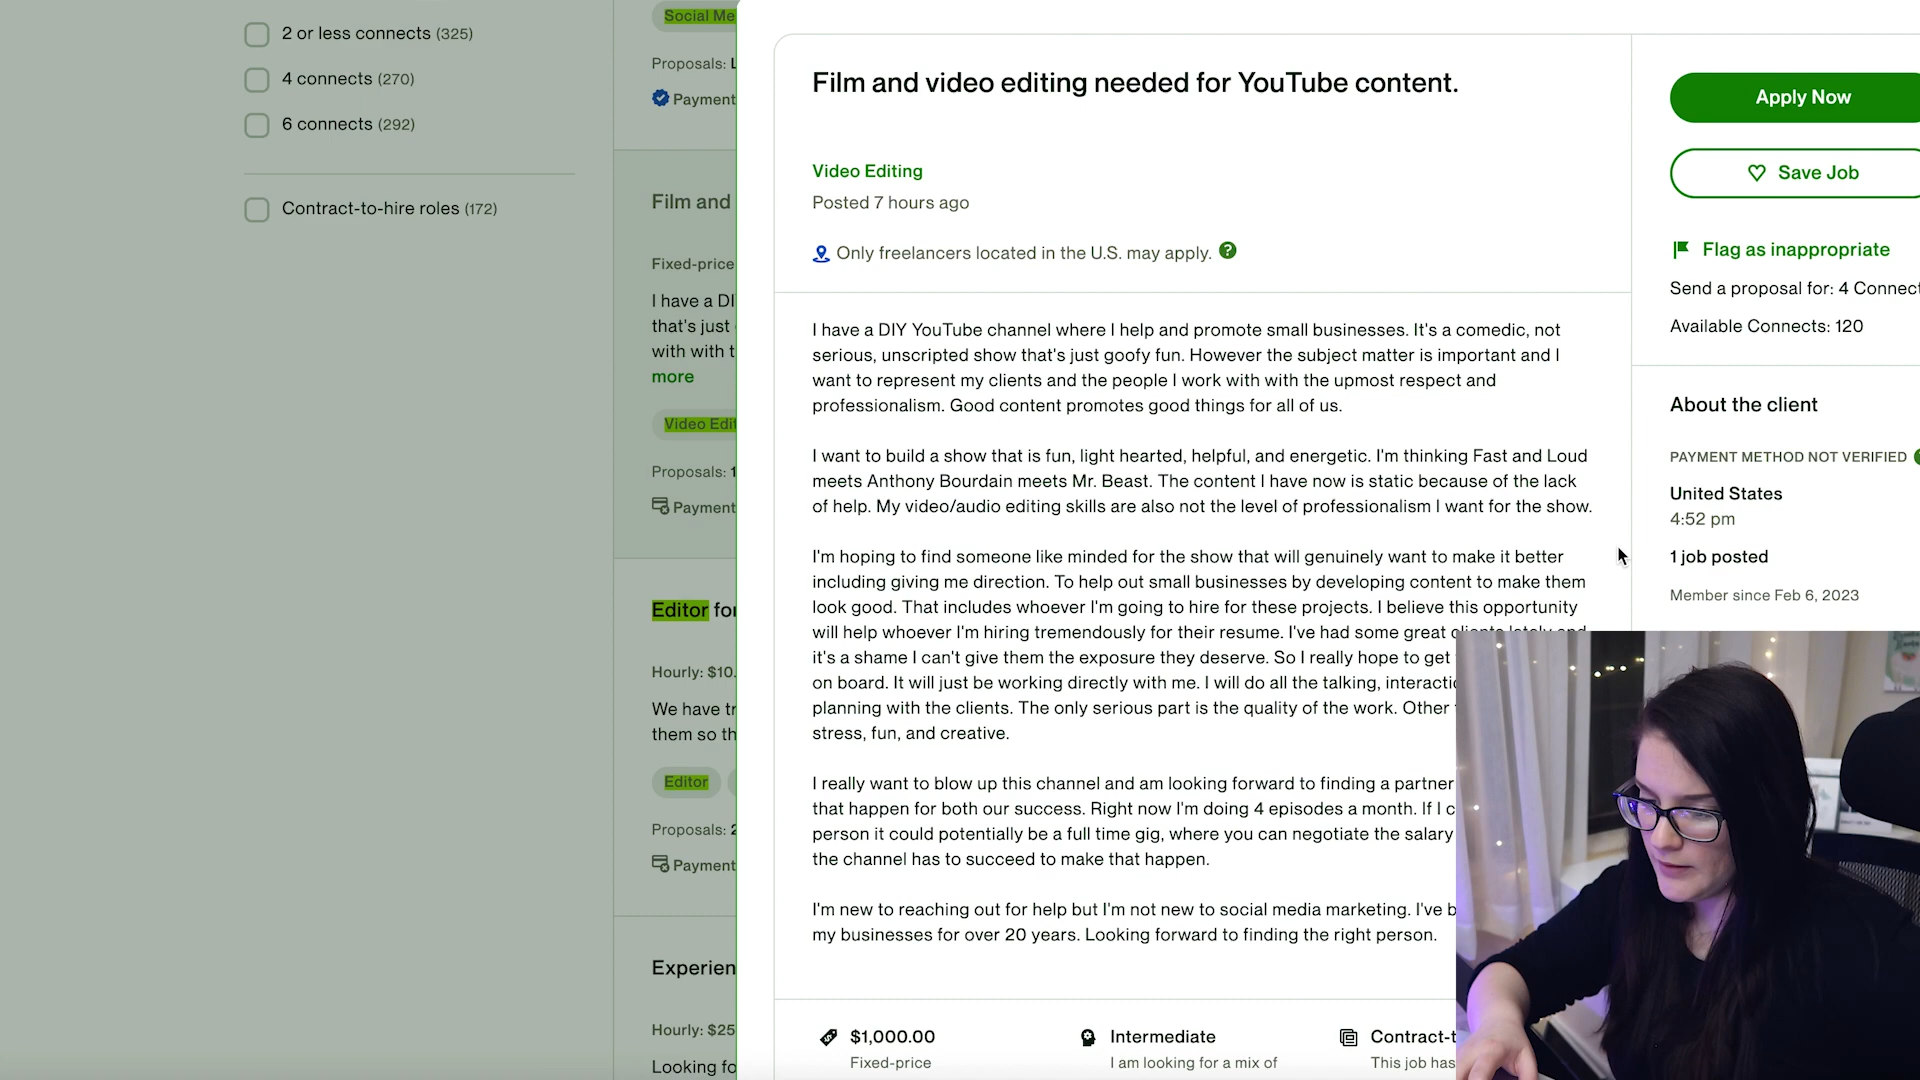 2 or less connects (325)
4 connects (270)
6 connects (292)
Contract-to-hire roles (172)
Social Me
Proposals:
Payment
Film and
Fixed-price
I have a DI
that's just
with with t
more
Video Edit
Proposals: 1
Payment
Editor for
Hourly: $10.
We have tr
them so th
Editor
Proposals: 2
Payment
Experien
Hourly: $25
Looking fo
Film and video editing needed for YouTube content.
Video Editing
Posted 7 hours ago
Only freelancers located in the U.S. may apply. ?
I have a DIY YouTube channel where I help and promote small businesses. It's a comedic, not
serious, unscripted show that's just goofy fun. However the subject matter is important and I
want to represent my clients and the people I work with with the upmost respect and
professionalism. Good content promotes good things for all of us.
I want to build a show that is fun, light hearted, helpful, and energetic. I'm thinking Fast and Loud
meets Anthony Bourdain meets Mr. Beast. The content I have now is static because of the lack
of help. My video/audio editing skills are also not the level of professionalism I want for the show.
I'm hoping to find someone like minded for the show that will genuinely want to make it better
including giving me direction. To help out small businesses by developing content to make them
look good. That includes whoever I'm going to hire for these projects. I believe this opportunity
will help whoever I'm hiring tremendously for their resume. I've had some great clients lately and
it's a shame I can't give them the exposure they deserve. So I really hope to get
on board. It will just be working directly with me. I will do all the talking, interactio
planning with the clients. The only serious part is the quality of the work. Other
stress, fun, and creative.
I really want to blow up this channel and am looking forward to finding a partner
that happen for both our success. Right now I'm doing 4 episodes a month. If I c
person it could potentially be a full time gig, where you can negotiate the salary
the channel has to succeed to make that happen.
I'm new to reaching out for help but I'm not new to social media marketing. I've b
my businesses for over 20 years. Looking forward to finding the right person.
$1,000.00
Fixed-price
Intermediate
I am looking for a mix of
Contract-t
This job has
Apply Now
Save Job
Flag as inappropriate
Send a proposal for: 4 Connect
Available Connects: 120
About the client
PAYMENT METHOD NOT VERIFIED
United States
4:52 pm
1 job posted
Member since Feb 6, 2023